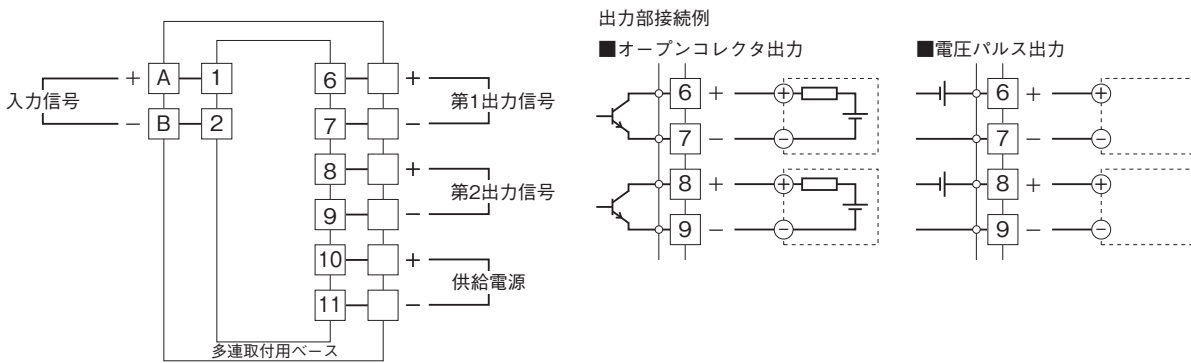 入力信号
+ A 1
− B 2
6 +
7 −
第1出力信号
8 +
9 −
第2出力信号
10 +
11 −
供給電源
多連取付用ベース
出力部接続例
■オープンコレクタ出力
6 + +
7 − −
8 + +
9 − −
■電圧パルス出力
6 + +
7 − −
8 + +
9 − −